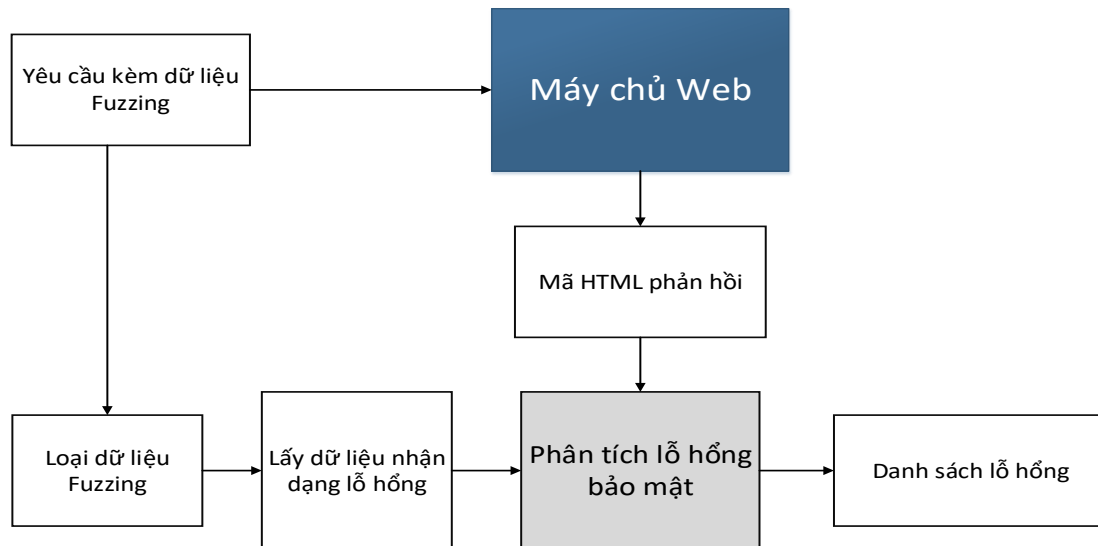 Yêu cầu kèm dữ liệu
Fuzzing
Máy chủ Web
Mã HTML phản hồi
Loại dữ liệu
Fuzzing
Lấy dữ liệu nhận
dạng lỗ hổng
Phân tích lỗ hổng
bảo mật
Danh sách lỗ hổng